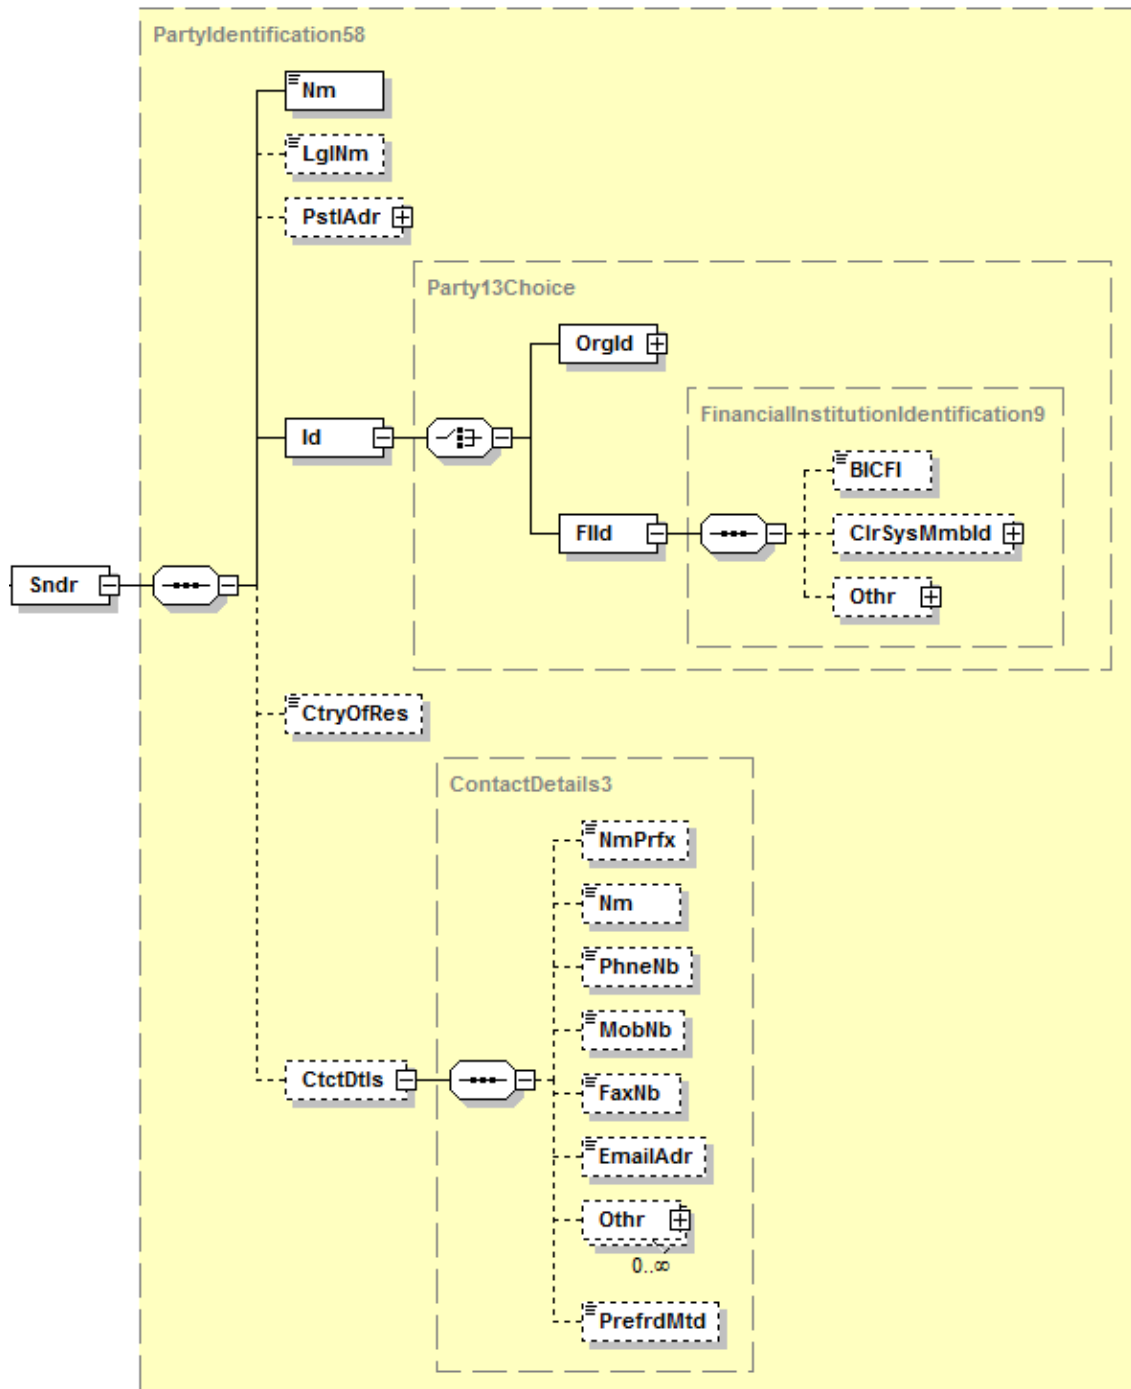 PartyIdentification58
Nm
LglNm
PstlAdr
Party13Choice
OrgId
FinancialInstitutionIdentification9
Id
BICFI
FIId
ClrSysMmbId
Sndr
Othr
CtryOfRes
ContactDetails3
NmPrfx
Nm
PhneNb
MobNb
CtctDtls
FaxNb
EmailAdr
Othr
0..∞
PrefrdMtd